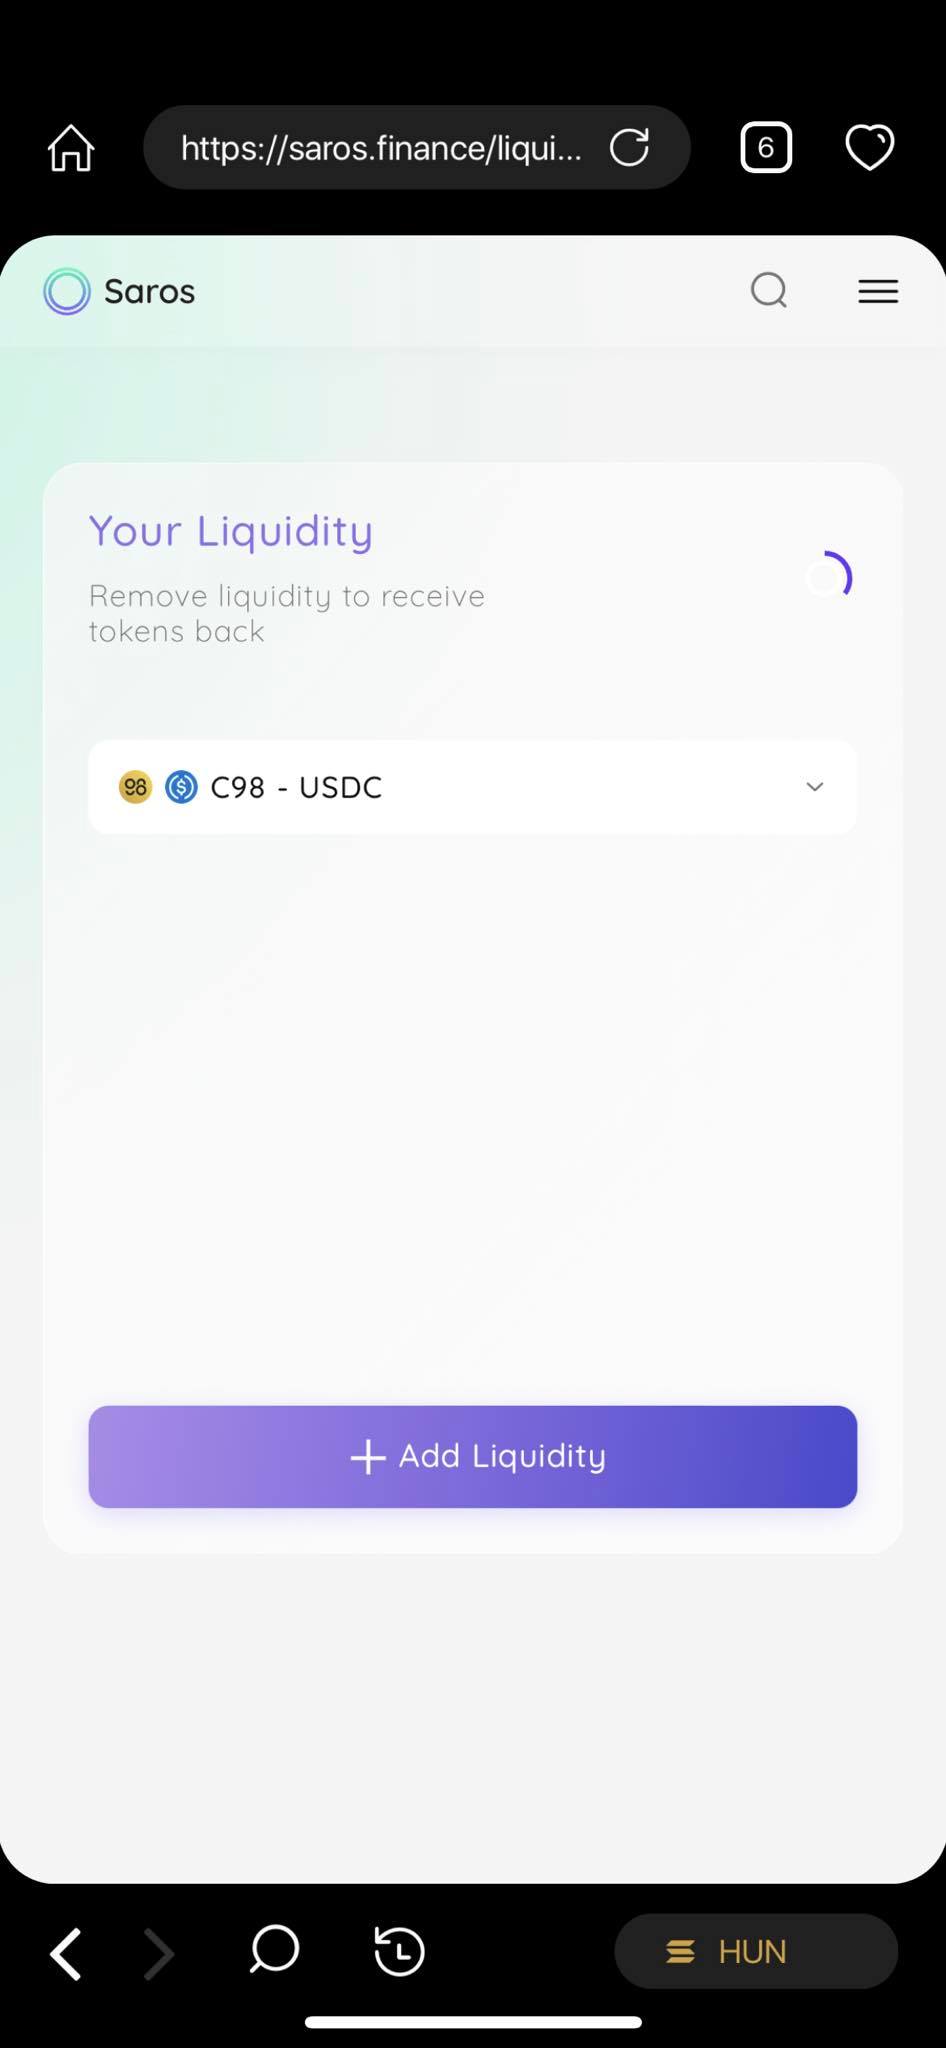 https://saros.finance/liqui...
6
Saros
Your Liquidity
Remove liquidity to receive
tokens back
98 $ C98 - USDC
+ Add Liquidity
HUN